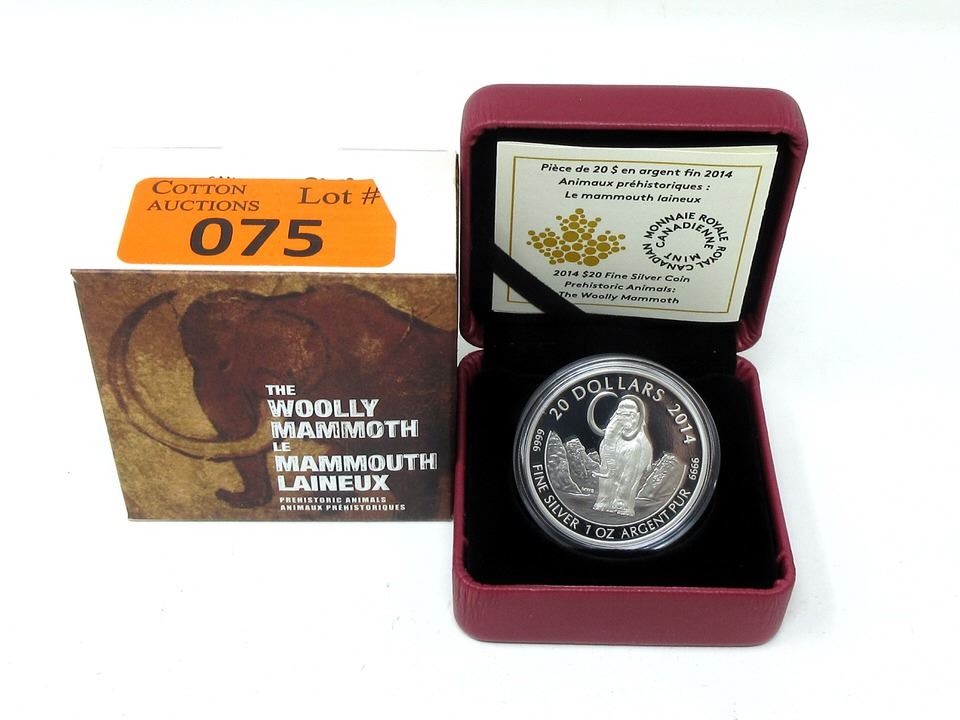 COTTON
AUCTIONS
Lot #
075
THE
WOOLLY
MAMMOTH
LE
MAMMOUTH
LAINEUX
PREHISTORIC ANIMALS
ANIMAUX PRÉHISTORIQUES
Pièce de 20 $ en argent fin 2014
Animaux préhistoriques :
Le mammouth laineux
MONNAIE ROYALE CANADIENNE
ROYAL CANADIAN MINT
2014 $20 Fine Silver Coin
Prehistoric Animals:
The Woolly Mammoth
20 DOLLARS 2014
9999 FINE SILVER 1 OZ ARGENT PUR 9999